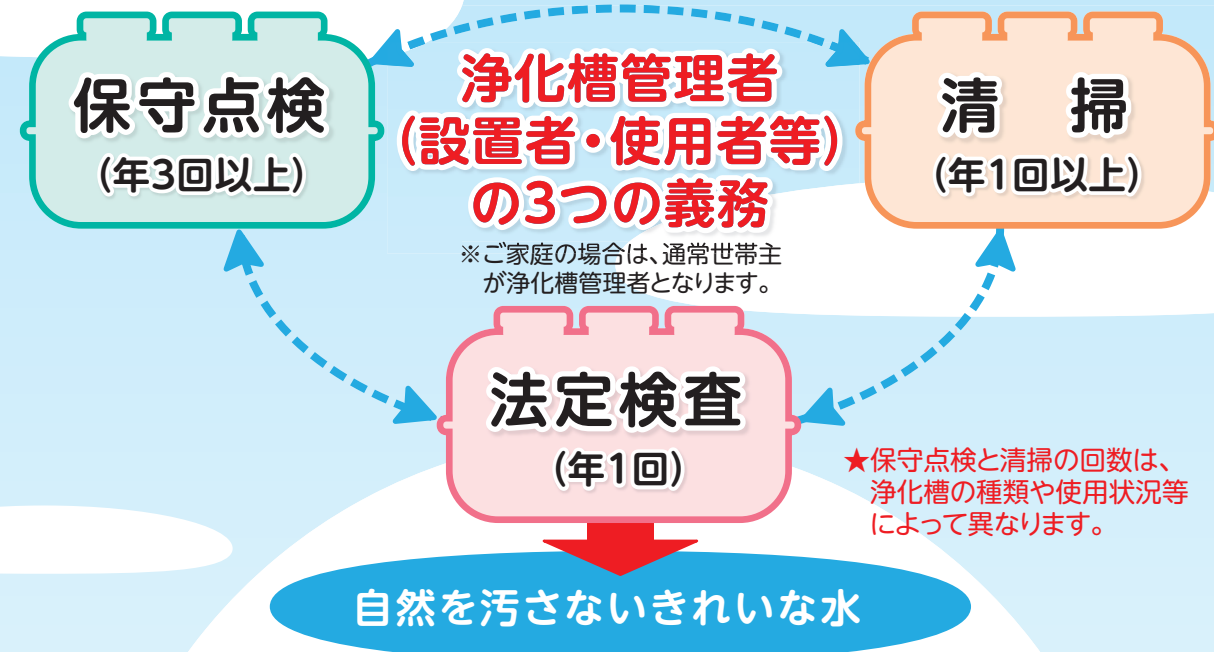 保守点検
(年3回以上)
浄化槽管理者
(設置者・使用者等)
の3つの義務
※ご家庭の場合は、通常世帯主
が浄化槽管理者となります。
清　掃
(年1回以上)
法定検査
(年1回)
★保守点検と清掃の回数は、
浄化槽の種類や使用状況等
によって異なります。
自然を汚さないきれいな水